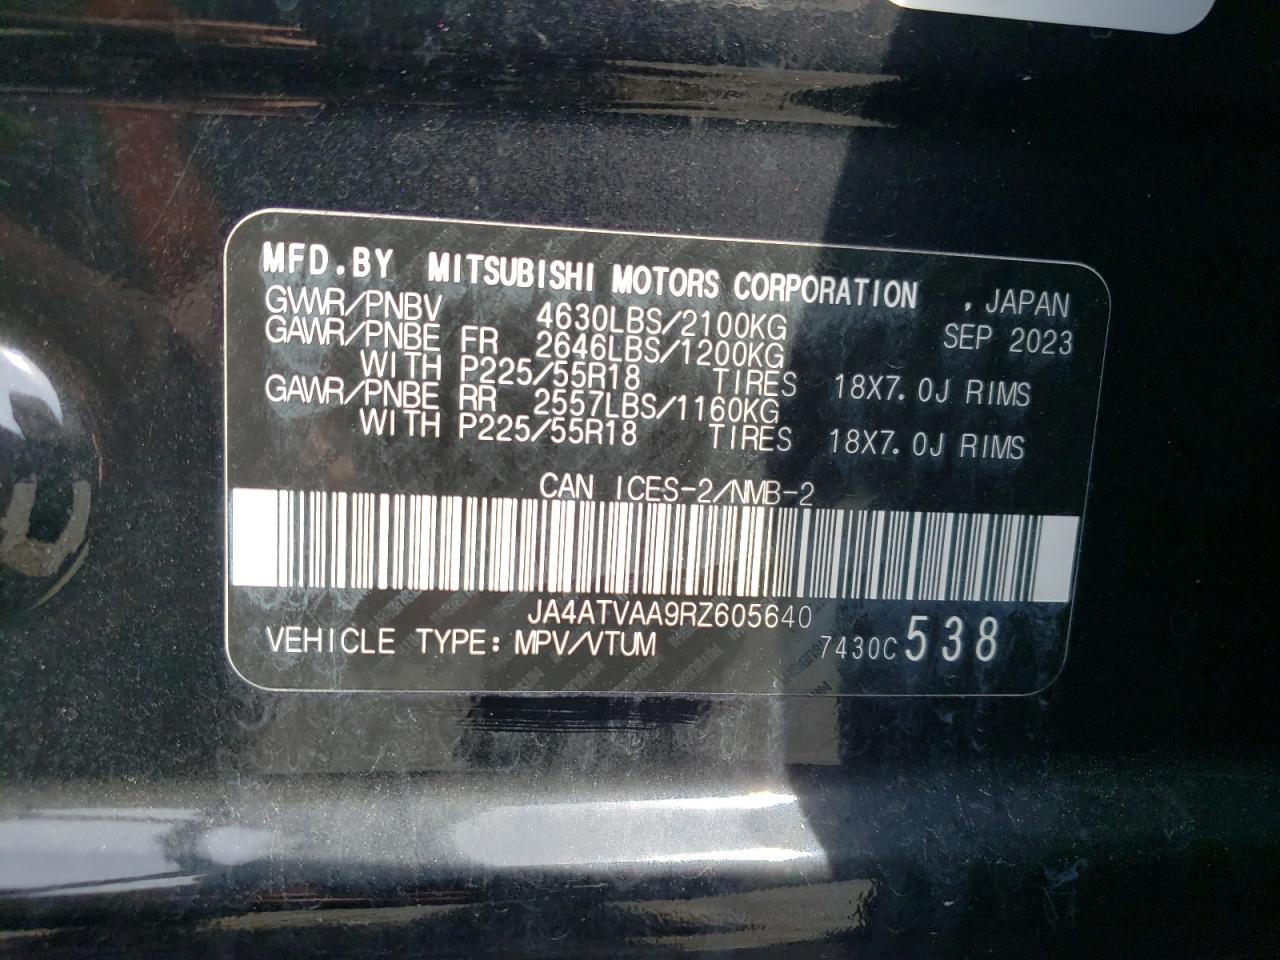 MFD.BY MITSUBISHI MOTORS CORPORATION , JAPAN
GVWR/PNBV 4630LBS/2100KG SEP 2023
GAWR/PNBE FR 2646LBS/1200KG
WITH P225/55R18 TIRES 18X7.0J RIMS
GAWR/PNBE RR 2557LBS/1160KG
WITH P225/55R18 TIRES 18X7.0J RIMS
CAN ICES-2/NMB-2
JA4ATVAA9RZ605640
VEHICLE TYPE: MPV/VTUM 7430C 538